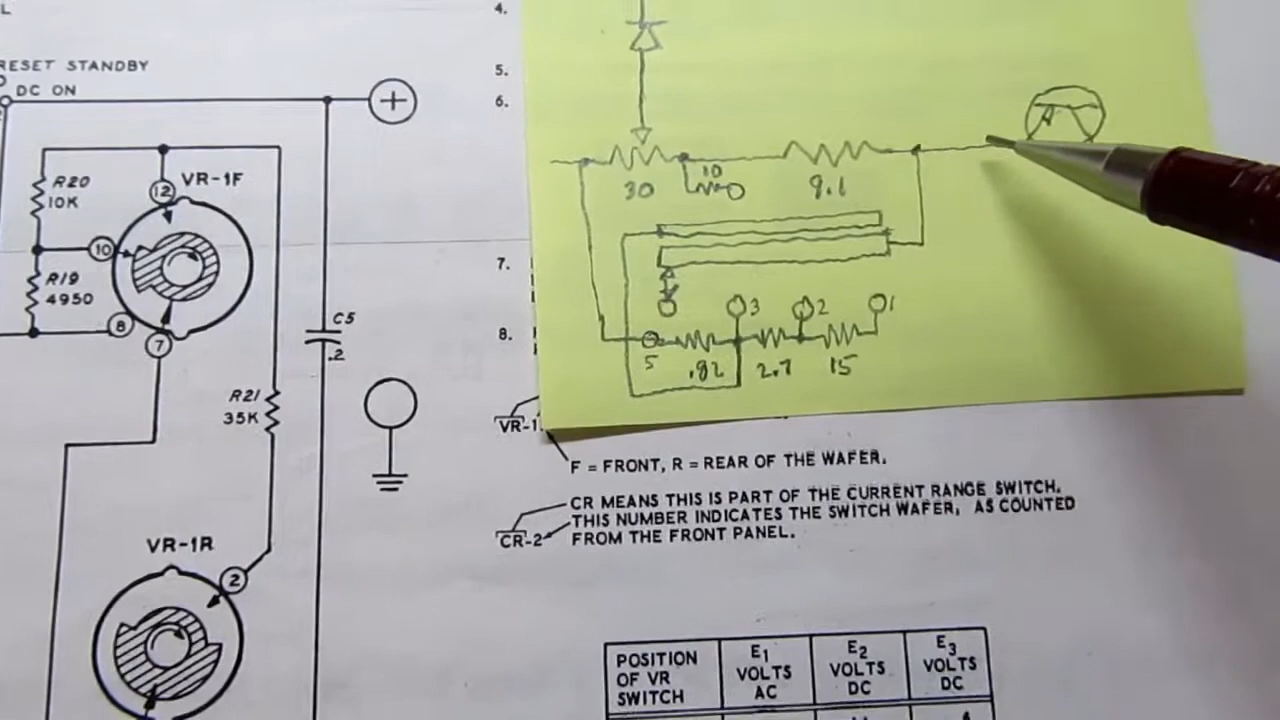 RESET STANDBY
DC ON
+
R20
10K
12
VR-1F
10
R19
4950
8
7
C5
.2
R21
35K
VR-1R
2
4.
5.
6.
7.
8.
30
10
9.1
3
2
1
5
.82
2.7
15
VR-1
F = FRONT, R = REAR OF THE WAFER.
CR MEANS THIS IS PART OF THE CURRENT RANGE SWITCH.
CR-2
THIS NUMBER INDICATES THE SWITCH WAFER, AS COUNTED
FROM THE FRONT PANEL.
POSITION
OF VR
SWITCH
E1
VOLTS
AC
E2
VOLTS
DC
E3
VOLTS
DC